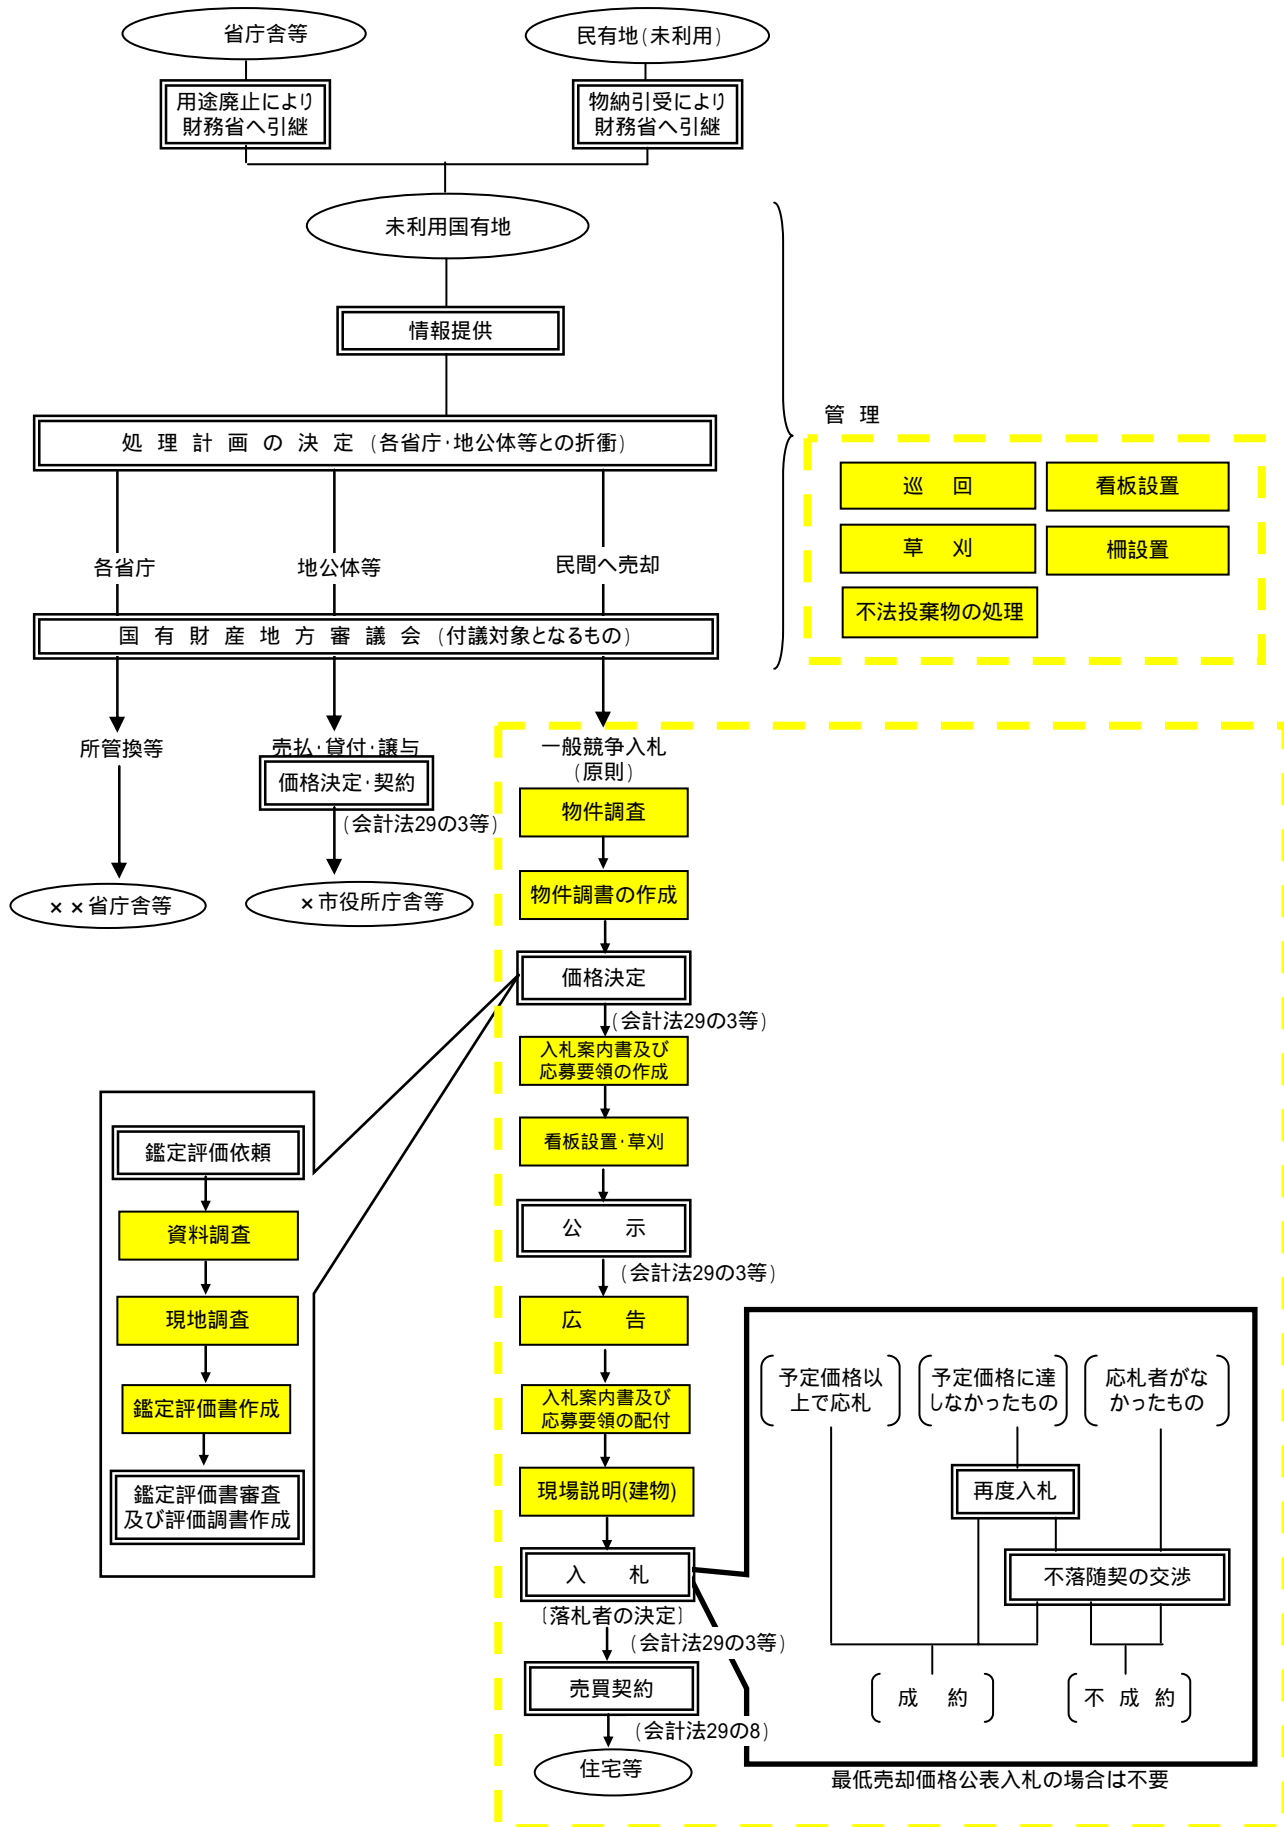 省庁舎等
民有地(未利用)
用途廃止により
財務省へ引継
物納引受により
財務省へ引継
未利用国有地
情報提供
処理計画の決定(各省庁・地公体等との折衝)
各省庁
地公体等
民間へ売却
国有財産地方審議会(付議対象となるもの)
管理
巡回
看板設置
草刈
柵設置
不法投棄物の処理
所管換等
××省庁舎等
売払・貸付・譲与
価格決定・契約
(会計法29の3等)
×市役所庁舎等
一般競争入札
(原則)
物件調査
物件調書の作成
価格決定
(会計法29の3等)
入札案内書及び
応募要領の作成
看板設置・草刈
公示
(会計法29の3等)
広告
入札案内書及び
応募要領の配付
現場説明(建物)
入札
〔落札者の決定〕
(会計法29の3等)
売買契約
(会計法29の8)
住宅等
鑑定評価依頼
資料調査
現地調査
鑑定評価書作成
鑑定評価書審査
及び評価調書作成
予定価格以
上で応札
予定価格に達
しなかったもの
応札者がな
かったもの
再度入札
不落随契の交渉
成約
不成約
最低売却価格公表入札の場合は不要